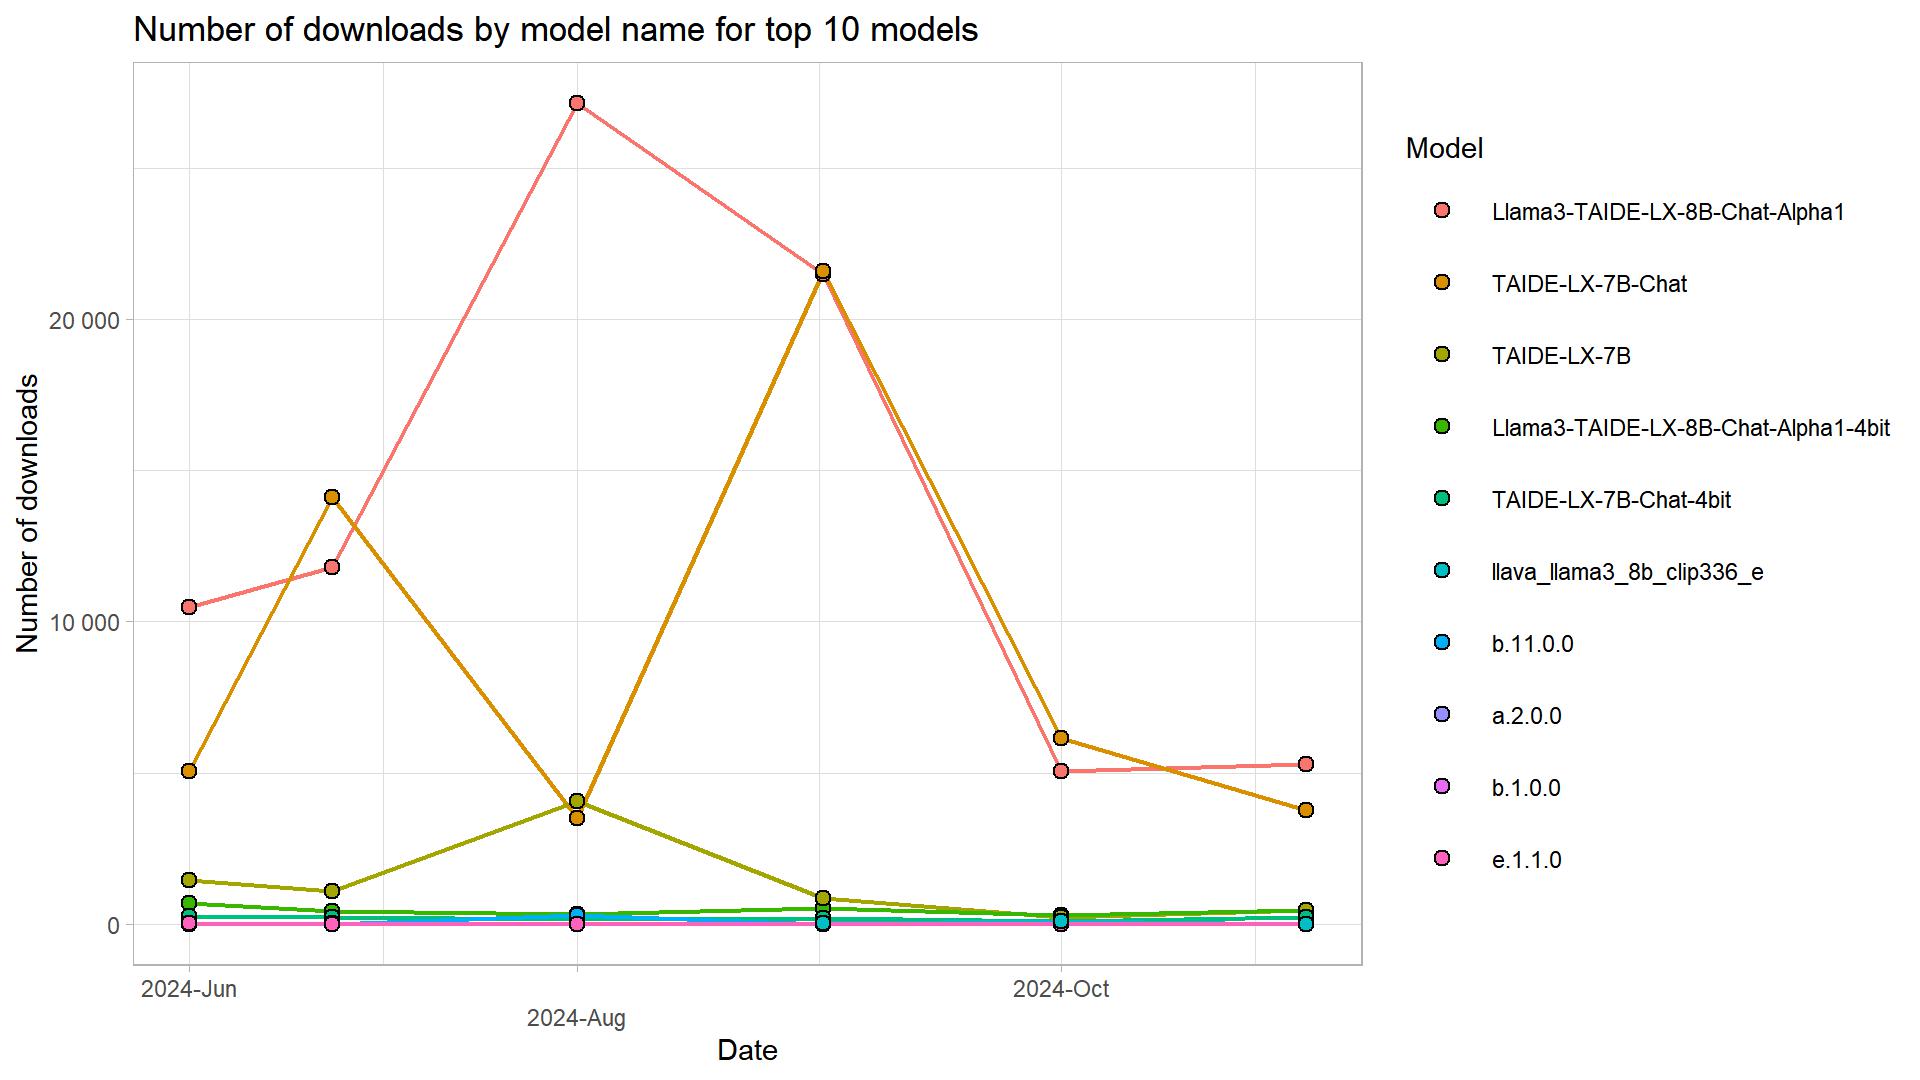 Number of downloads by model name for top 10 models
Number of downloads
20 000
10 000
0
2024-Jun
2024-Aug
2024-Oct
Date
Model
Llama3-TAIDE-LX-8B-Chat-Alpha1
TAIDE-LX-7B-Chat
TAIDE-LX-7B
Llama3-TAIDE-LX-8B-Chat-Alpha1-4bit
TAIDE-LX-7B-Chat-4bit
llava_llama3_8b_clip336_e
b.11.0.0
a.2.0.0
b.1.0.0
e.1.1.0